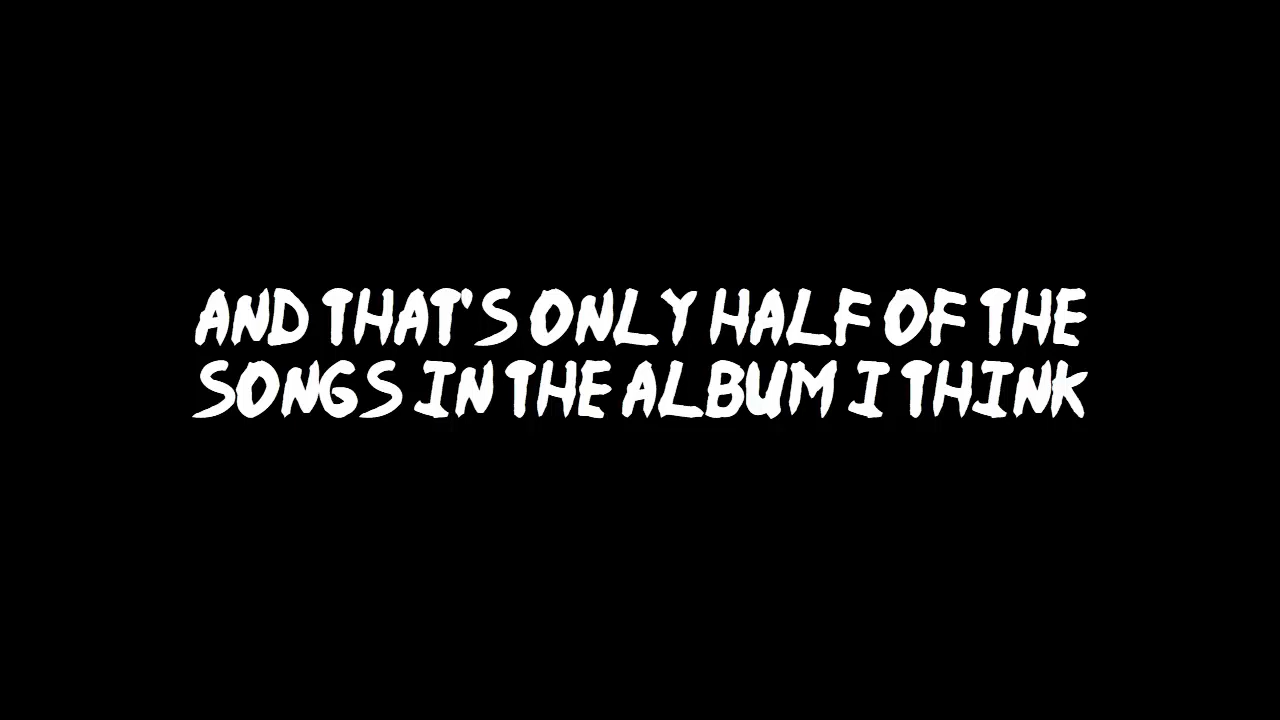 AND THAT'S ONLY HALF OF THE
SONGS IN THE ALBUM I THINK